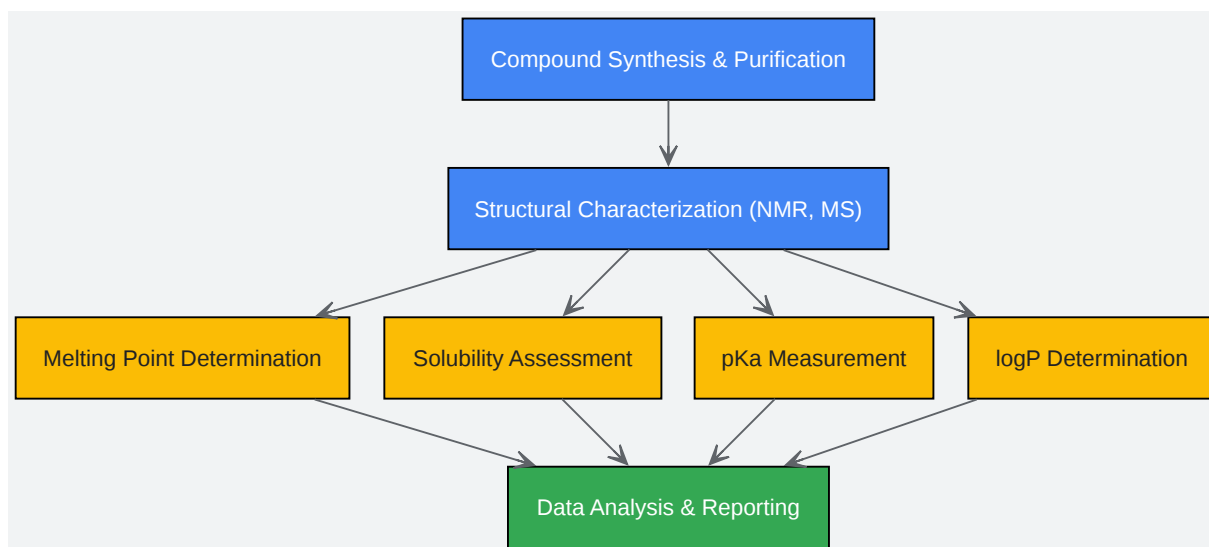 Compound Synthesis & Purification
Structural Characterization (NMR, MS)
Melting Point Determination
Solubility Assessment
pKa Measurement
logP Determination
Data Analysis & Reporting